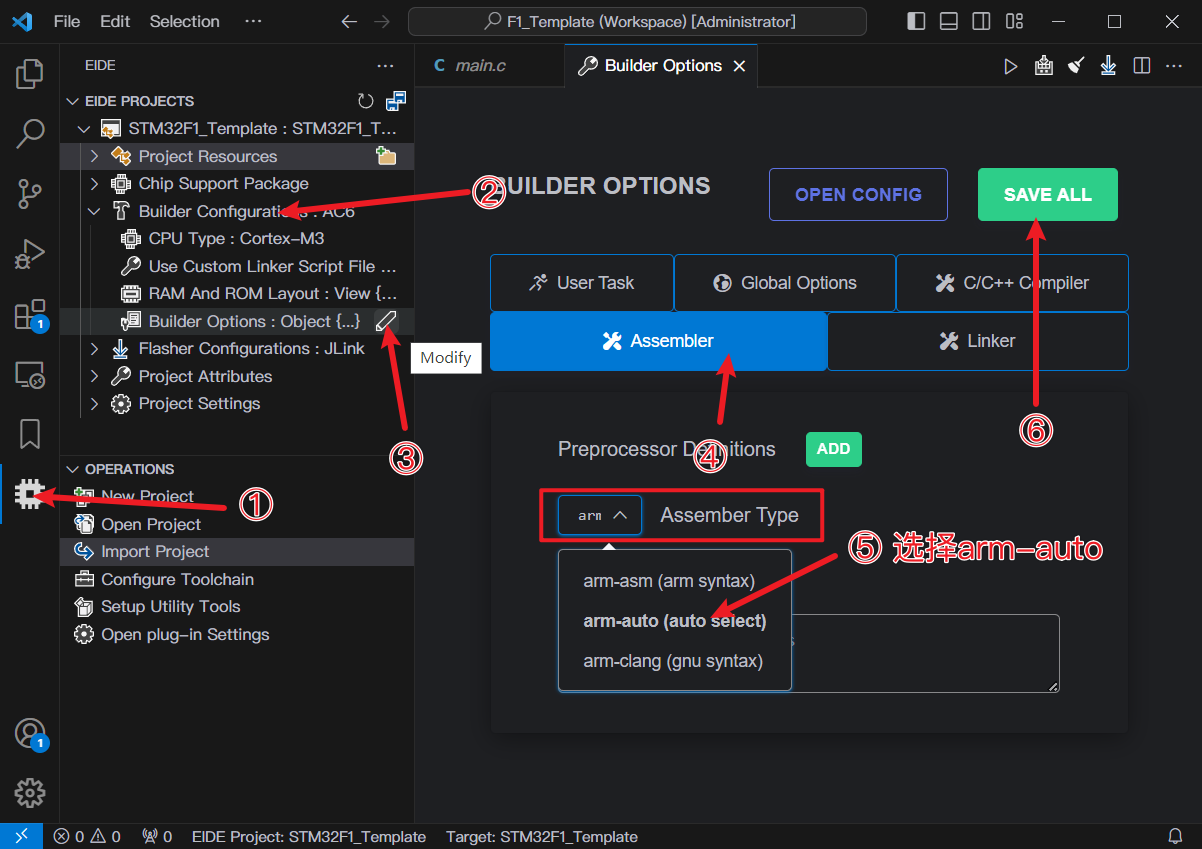 File Edit Selection ···
F1_Template (Workspace) [Administrator]
EIDE
EIDE PROJECTS
STM32F1_Template : STM32F1_T...
Project Resources
Chip Support Package
Builder Configurations : AC6
CPU Type : Cortex-M3
Use Custom Linker Script File ...
RAM And ROM Layout : View {...
Builder Options : Object {...}
Flasher Configurations : JLink
Project Attributes
Project Settings
OPERATIONS
New Project
Open Project
Import Project
Configure Toolchain
Setup Utility Tools
Open plug-in Settings
1
1
①
②
③
Modify
C main.c
Builder Options
BUILDER OPTIONS
OPEN CONFIG
SAVE ALL
User Task
Global Options
C/C++ Compiler
Assembler
Linker
④
⑥
Preprocessor Definitions
ADD
arm
Assember Type
⑤ 选择arm-auto
arm-asm (arm syntax)
arm-auto (auto select)
arm-clang (gnu syntax)
s
0 0 0 EIDE Project: STM32F1_Template Target: STM32F1_Template